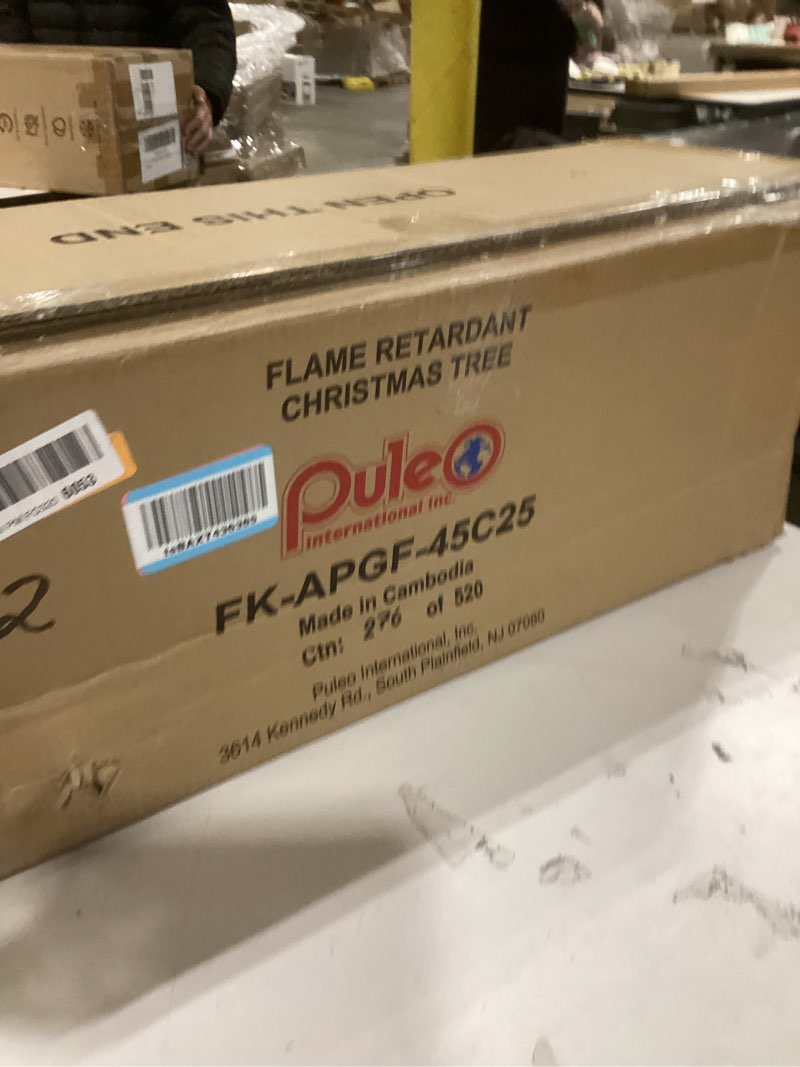 OPEN THIS END
FLAME RETARDANT
CHRISTMAS TREE
Puleo
International Inc.
FK-APGF-45C25
Made in Cambodia
Ctn: 276 of 520
Puleo International, Inc.
3614 Kennedy Rd., South Plainfield, NJ 07080
2